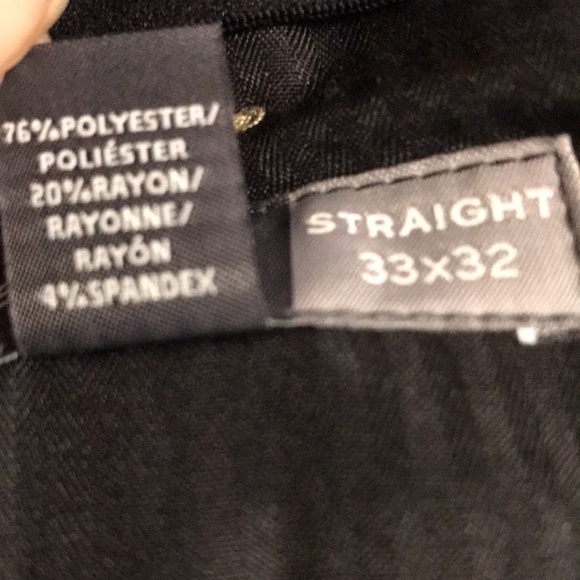 76%POLYESTER/
POLIÉSTER
20%RAYON/
RAYONNE/
RAYÓN
4%SPANDEX
STRAIGHT
33x32